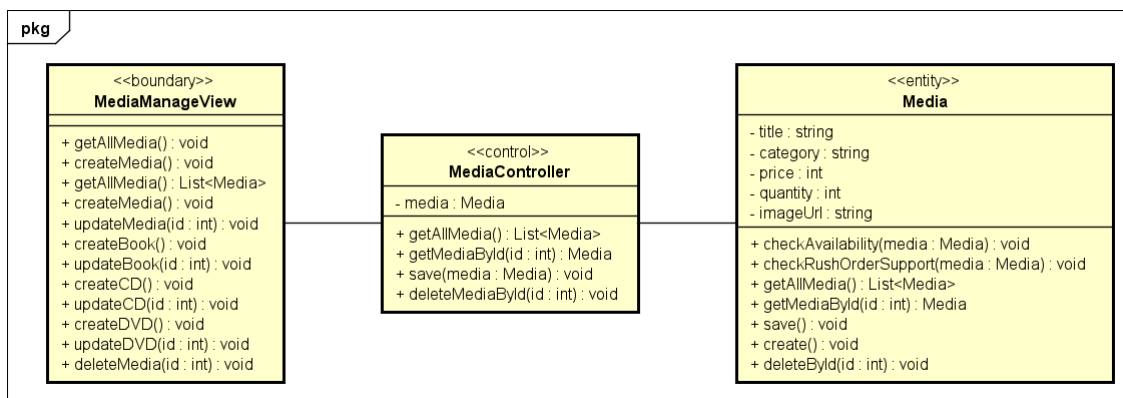 pkg
<<boundary>>
MediaManageView
+ getAllMedia() : void
+ createMedia() : void
+ getAllMedia() : List<Media>
+ createMedia() : void
+ updateMedia(id : int) : void
+ createBook() : void
+ updateBook(id : int) : void
+ createCD() : void
+ updateCD(id : int) : void
+ createDVD() : void
+ updateDVD(id : int) : void
+ deleteMedia(id : int) : void
<<control>>
MediaController
- media : Media
+ getAllMedia() : List<Media>
+ getMediaById(id : int) : Media
+ save(media : Media) : void
+ deleteMediaById(id : int) : void
<<entity>>
Media
- title : string
- category : string
- price : int
- quantity : int
- imageUrl : string
+ checkAvailability(media : Media) : void
+ checkRushOrderSupport(media : Media) : void
+ getAllMedia() : List<Media>
+ getMediaById(id : int) : Media
+ save() : void
+ create() : void
+ deleteById(id : int) : void